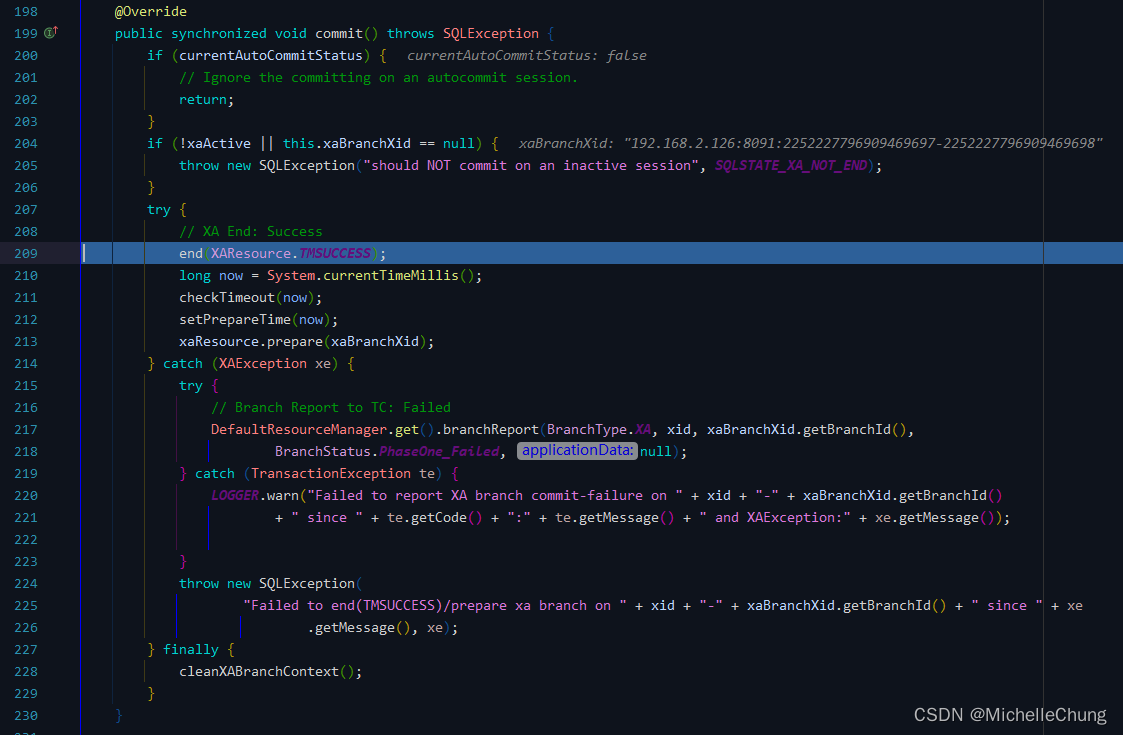 198 @Override
199 public synchronized void commit() throws SQLException {
200 if (currentAutoCommitStatus) { currentAutoCommitStatus: false
201 // Ignore the committing on an autocommit session.
202 return;
203 }
204 if (!xaActive || this.xaBranchXid == null) { xaBranchXid: "192.168.2.126:8091:2252227796909469697-2252227796909469698"
205 throw new SQLException("should NOT commit on an inactive session", SQLSTATE_XA_NOT_END);
206 }
207 try {
208 // XA End: Success
209 end(XAResource.TMSUCCESS);
210 long now = System.currentTimeMillis();
211 checkTimeout(now);
212 setPrepareTime(now);
213 xaResource.prepare(xaBranchXid);
214 } catch (XAException xe) {
215 try {
216 // Branch Report to TC: Failed
217 DefaultResourceManager.get().branchReport(BranchType.XA, xid, xaBranchXid.getBranchId(),
218 BranchStatus.PhaseOne_Failed, applicationData: null);
219 } catch (TransactionException te) {
220 LOGGER.warn("Failed to report XA branch commit-failure on " + xid + "-" + xaBranchXid.getBranchId()
221 + " since " + te.getCode() + ":" + te.getMessage() + " and XAException:" + xe.getMessage());
222
223 }
224 throw new SQLException(
225 "Failed to end(TMSUCCESS)/prepare xa branch on " + xid + "-" + xaBranchXid.getBranchId() + " since " + xe
226 .getMessage(), xe);
227 } finally {
228 cleanXABranchContext();
229 }
230 }
CSDN @MichelleChung